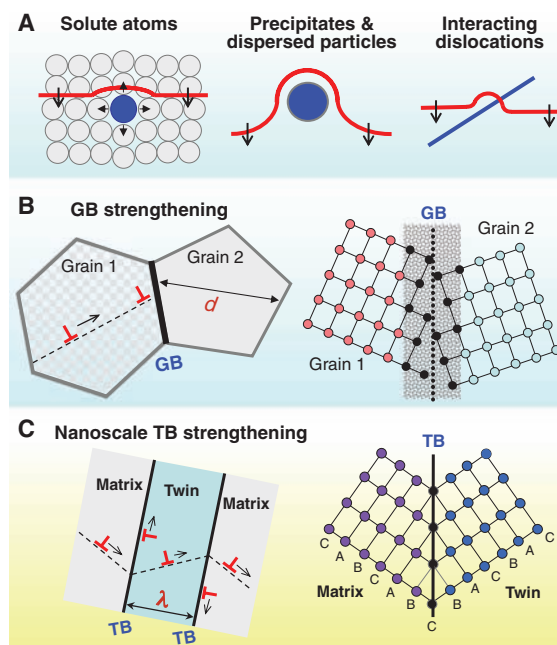 A
Solute atoms
Precipitates &
dispersed particles
Interacting
dislocations
B
GB strengthening
Grain 1
Grain 2
d
GB
GB
Grain 2
Grain 1
C
Nanoscale TB strengthening
Matrix
Twin
Matrix
λ
TB
TB
TB
C
A
B
C
A
B
C
B
A
C
B
A
C
Matrix
Twin